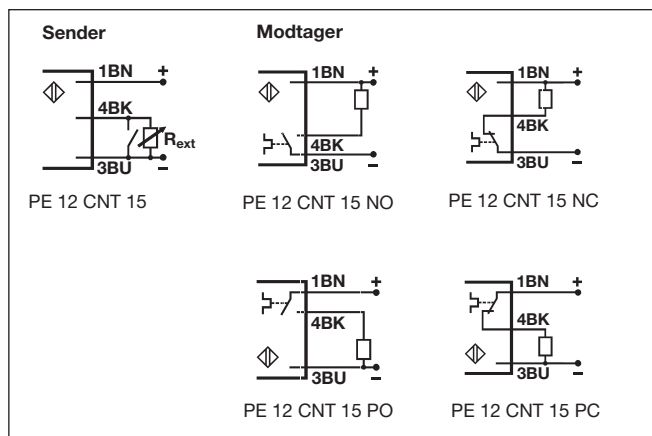 Sender
1BN +
4BK
Rext
3BU −
PE 12 CNT 15
Modtager
1BN +
4BK
3BU −
PE 12 CNT 15 NO
1BN +
4BK
3BU −
PE 12 CNT 15 NC
1BN +
4BK
3BU −
PE 12 CNT 15 PO
1BN +
4BK
3BU −
PE 12 CNT 15 PC